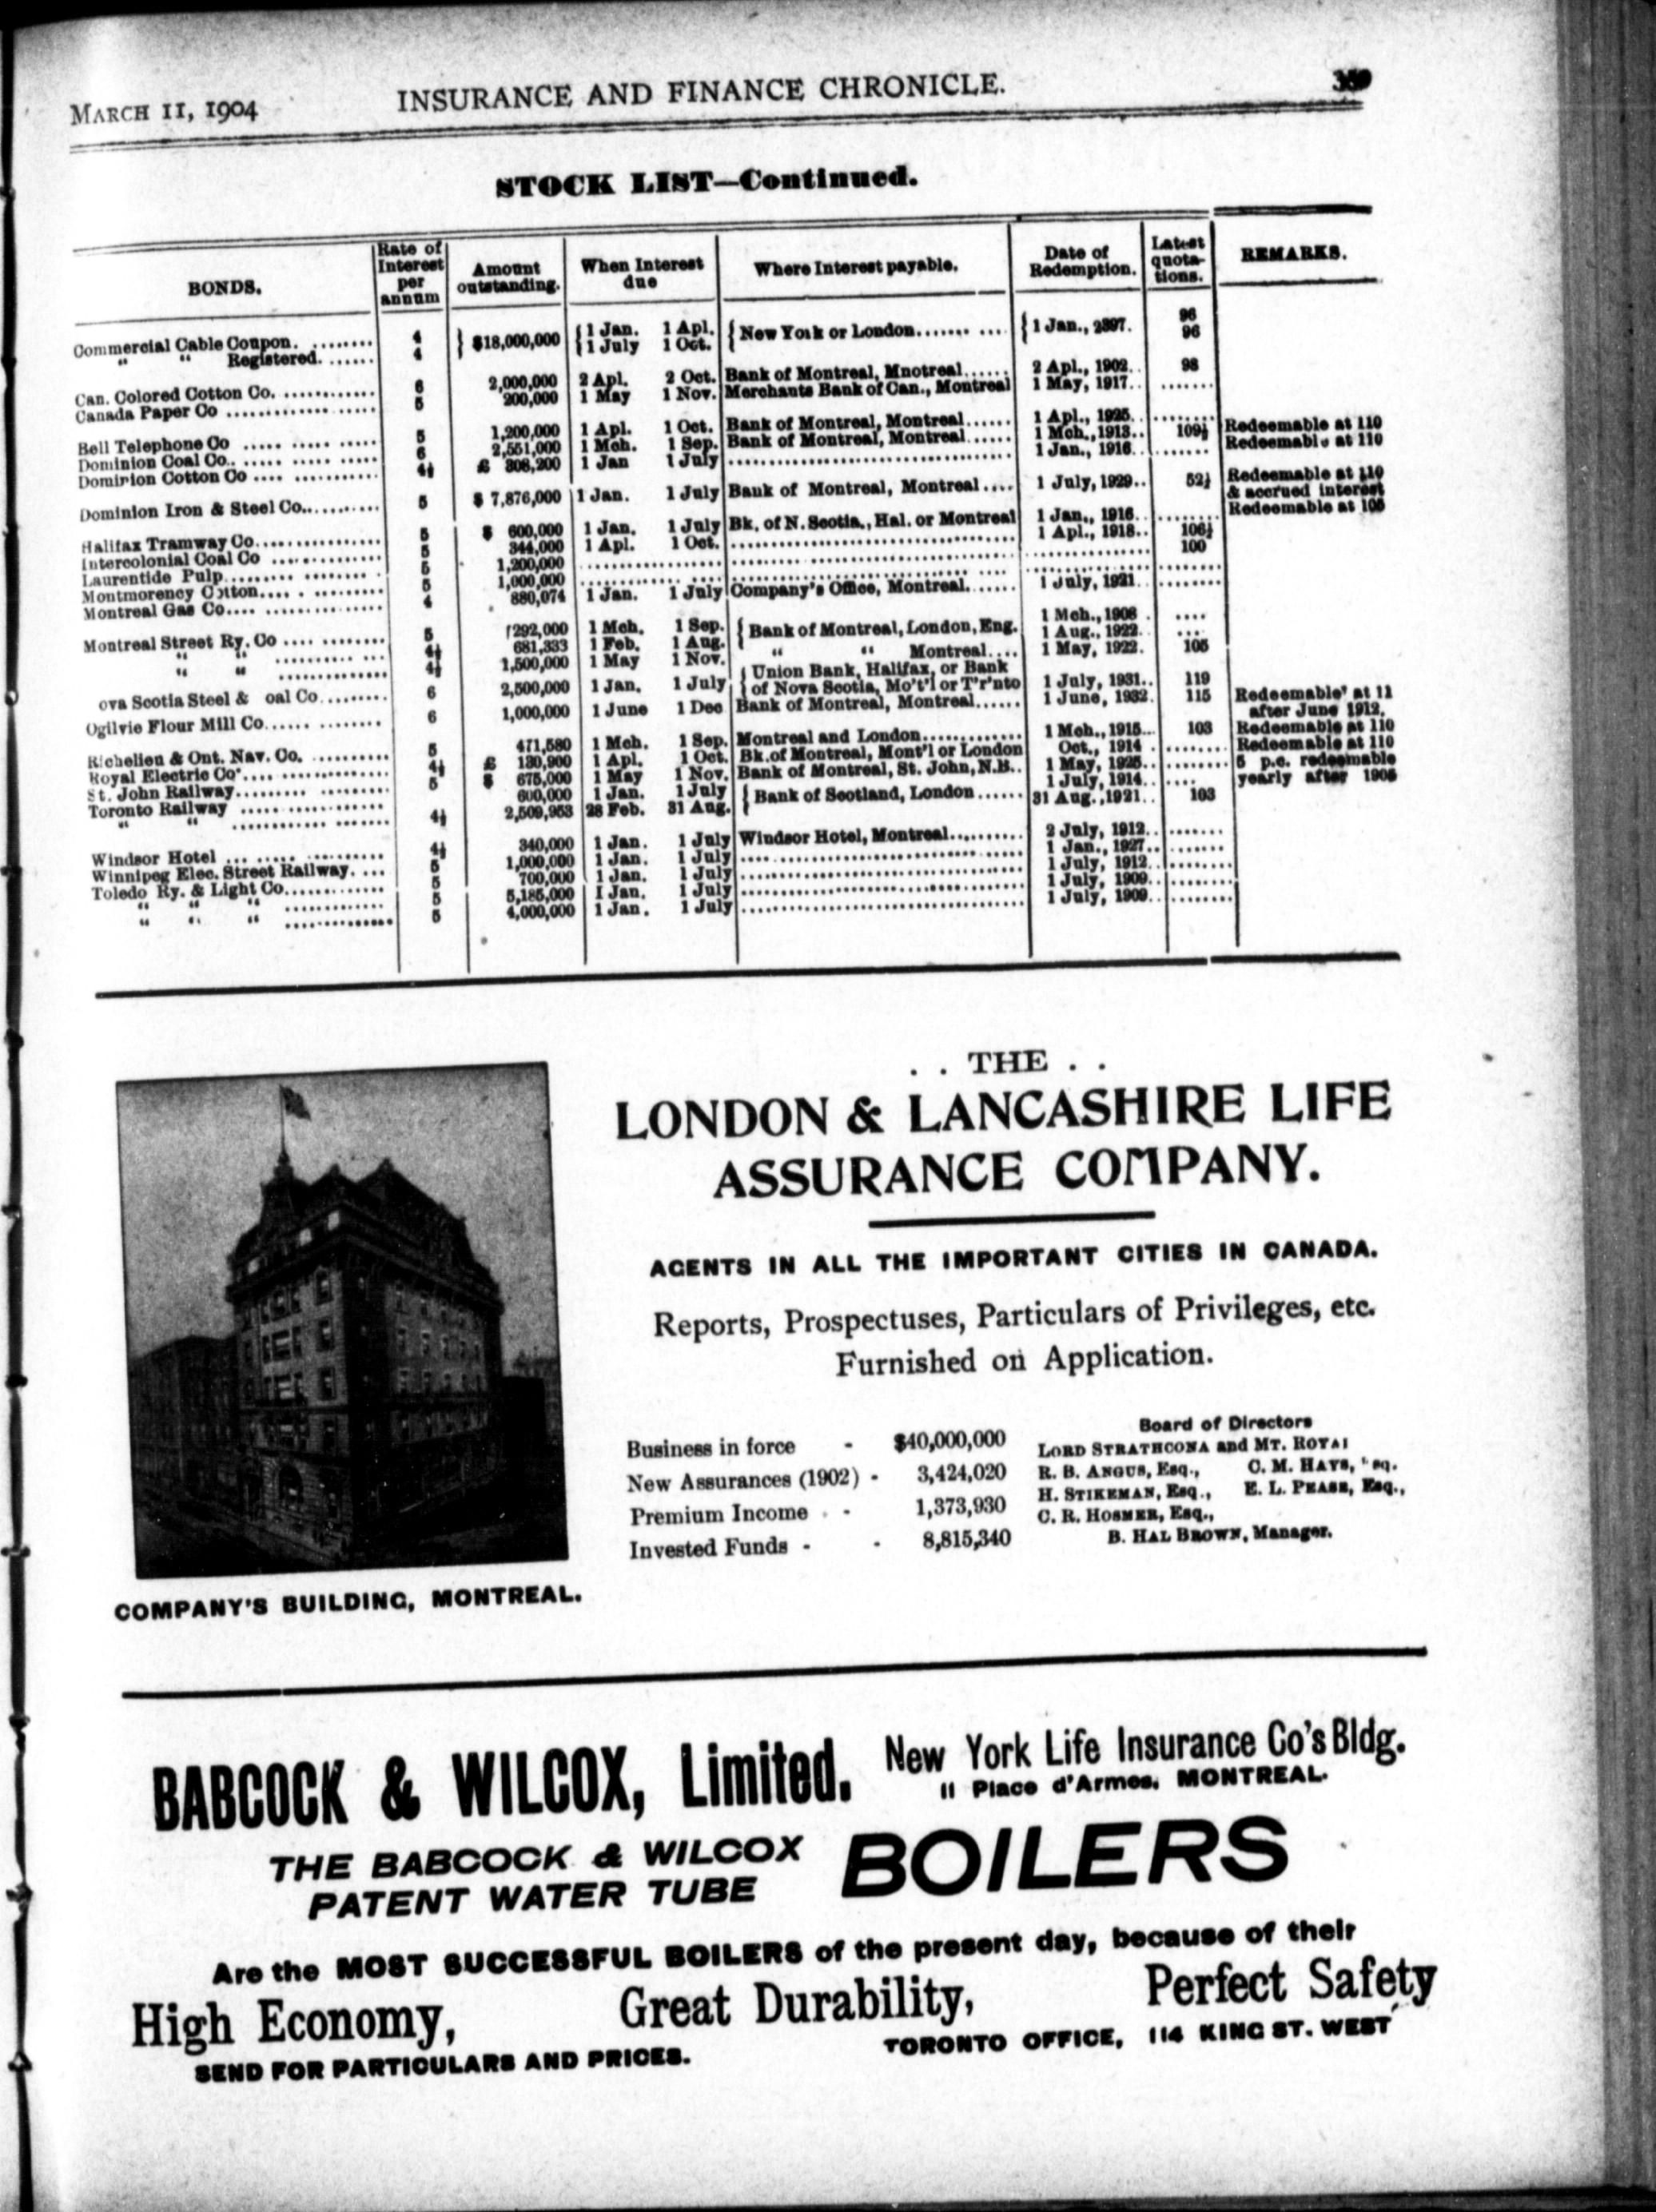 MARCH 11, 1904 INSURANCE AND FINANCE CHRONICLE.
STOCK LIST—Continued.
BONDS. Rate of Interest per annum Amount outstanding. When Interest due Where Interest payable. Date of Redemption. Latest quota-tions. REMARKS.
Commercial Cable Coupon. 4 $18,000,000 1 Jan. 1 Apl. New York or London 1 Jan., 2397. 96
" " Registered. 4 1 July 1 Oct. 96
Can. Colored Cotton Co. 6 2,000,000 2 Apl. 2 Oct. Bank of Montreal, Mnotreal 2 Apl., 1902. 98
Canada Paper Co 5 200,000 1 May 1 Nov. Merchants Bank of Can., Montreal 1 May, 1917.
Bell Telephone Co 5 1,200,000 1 Apl. 1 Oct. Bank of Montreal, Montreal 1 Apl., 1925. Redeemable at 110
Dominion Coal Co. 6 2,551,000 1 Mch. 1 Sep. Bank of Montreal, Montreal 1 Mch., 1913. 109½ Redeemable at 110
Dominion Cotton Co 4½ £ 308,200 1 Jan 1 July 1 Jan., 1916.
Dominion Iron & Steel Co. 5 $ 7,876,000 1 Jan. 1 July Bank of Montreal, Montreal 1 July, 1929. 52½ Redeemable at 110
& accrued interest
Redeemable at 105
Halifax Tramway Co. 5 $ 600,000 1 Jan. 1 July Bk. of N. Scotia., Hal. or Montreal 1 Jan., 1916.
Intercolonial Coal Co 5 344,000 1 Apl. 1 Oct. 1 Apl., 1918. 106½
Laurentide Pulp 5 1,200,000 100
Montmorency Cotton 5 1,000,000
Montreal Gas Co. 4 880,074 1 Jan. 1 July Company's Office, Montreal. 1 July, 1921
Montreal Street Ry. Co 5 292,000 1 Mch. 1 Sep. Bank of Montreal, London, Eng. 1 Mch., 1908
" " 4½ 681,333 1 Feb. 1 Aug. " " Montreal 1 Aug., 1922.
" " 4½ 1,500,000 1 May 1 Nov. 1 May, 1922. 105
ova Scotia Steel & oal Co 6 2,500,000 1 Jan. 1 July Union Bank, Halifax, or Bank of Nova Scotia, Mo't'l or T'r'nto 1 July, 1931. 119
Ogilvie Flour Mill Co. 6 1,000,000 1 June 1 Dec Bank of Montreal, Montreal 1 June, 1932. 115 Redeemable' at 11
after June 1912.
Richelieu & Ont. Nav. Co. 5 471,580 1 Mch. 1 Sep. Montreal and London 1 Mch., 1915. 103 Redeemable at 110
Royal Electric Co. 4½ £ 130,900 1 Apl. 1 Oct. Bk. of Montreal, Mont'l or London Oct., 1914 Redeemable at 110
St. John Railway 5 $ 675,000 1 May 1 Nov. Bank of Montreal, St. John, N.B. 1 May, 1925. 5 p.c. redeemable
Toronto Railway 600,000 1 Jan. 1 July Bank of Scotland, London 1 July, 1914. yearly after 1905
" " 4½ 2,509,953 28 Feb. 31 Aug. 31 Aug., 1921. 103
Windsor Hotel 4½ 340,000 1 Jan. 1 July Windsor Hotel, Montreal 2 July, 1912.
Winnipeg Elec. Street Railway. 5 1,000,000 1 Jan. 1 July 1 Jan., 1927.
Toledo Ry. & Light Co. 5 700,000 1 Jan. 1 July 1 July, 1912
" " " 5 5,185,000 1 Jan. 1 July 1 July, 1909.
" " " 5 4,000,000 1 Jan. 1 July 1 July, 1909
. . THE . .
LONDON & LANCASHIRE LIFE
ASSURANCE COMPANY.
AGENTS IN ALL THE IMPORTANT CITIES IN CANADA.
Reports, Prospectuses, Particulars of Privileges, etc.
Furnished on Application.
Business in force - $40,000,000
New Assurances (1902) - 3,424,020
Premium Income - 1,373,930
Invested Funds - - 8,815,340
Board of Directors
LORD STRATHCONA and MT. ROYAL
R. B. ANGUS, Esq., C. M. HAYS, Esq.
H. STIKEMAN, Esq., E. L. PEASE, Esq.,
C. R. HOSMER, Esq.,
B. HAL BROWN, Manager.
COMPANY'S BUILDING, MONTREAL.
BABCOCK & WILCOX, Limited. New York Life Insurance Co's Bldg.
11 Place d'Armes, MONTREAL.
THE BABCOCK & WILCOX
PATENT WATER TUBE BOILERS
Are the MOST SUCCESSFUL BOILERS of the present day, because of their
High Economy, Great Durability, Perfect Safety
SEND FOR PARTICULARS AND PRICES. TORONTO OFFICE, 114 KING ST. WEST